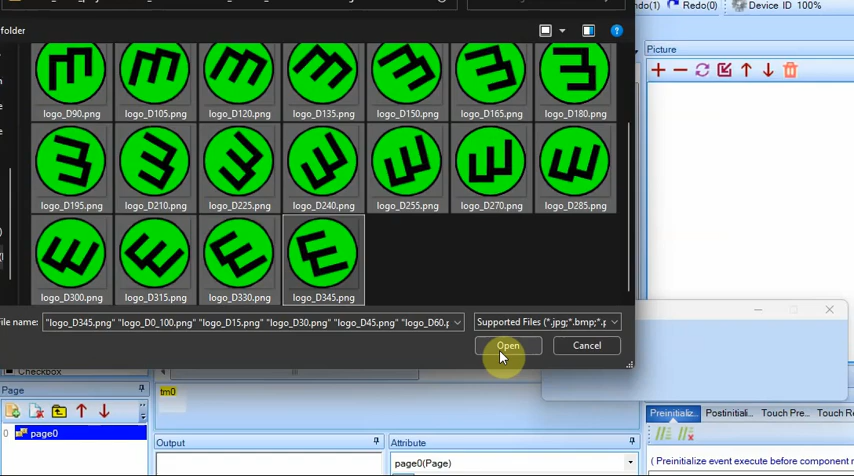 ndo(1) Redo(0) Device ID 100%
folder
Picture
logo_D90.png logo_D105.png logo_D120.png logo_D135.png logo_D150.png logo_D165.png logo_D180.png
logo_D195.png logo_D210.png logo_D225.png logo_D240.png logo_D255.png logo_D270.png logo_D285.png
logo_D300.png logo_D315.png logo_D330.png logo_D345.png
File name: "logo_D345.png" "logo_D0_100.png" "logo_D15.png" "logo_D30.png" "logo_D45.png" "logo_D60.p Supported Files (*.jpg;*.bmp;*.p
Open Cancel
Checkbox
Page
tm0
0 page0
Preinitializ... Postinitiali... Touch Pre... Touch Re
Output Attribute
page0(Page)
( Preinitialize event execute before component r